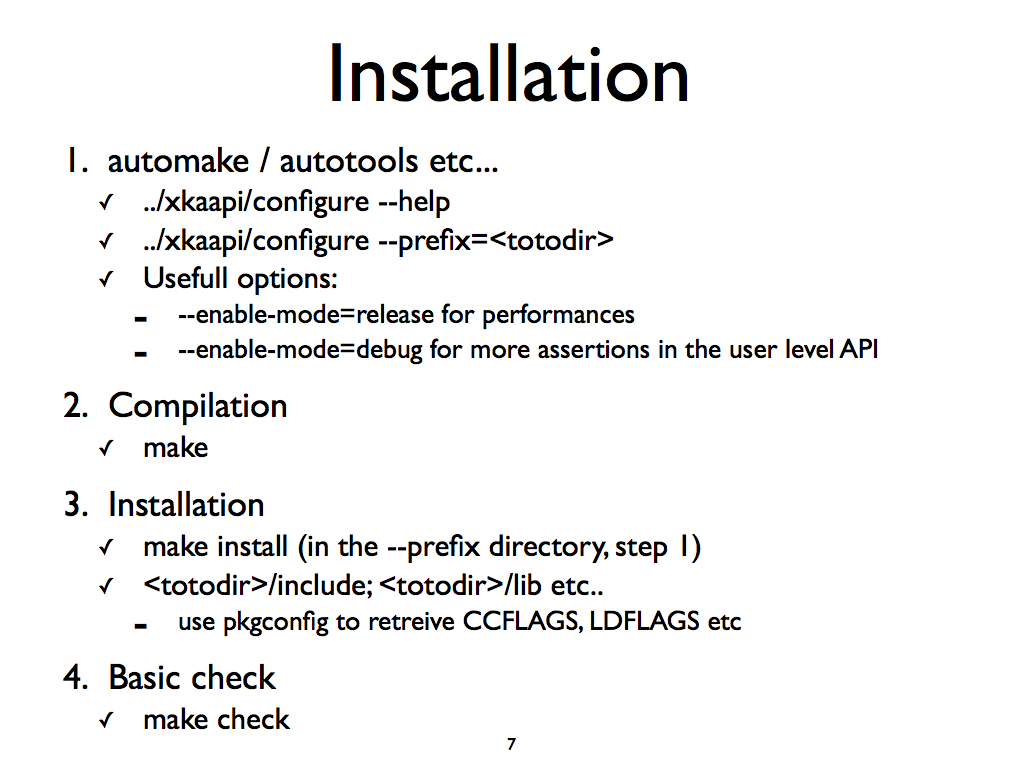 Installation
1. automake / autotools etc...
✓ ../xkaapi/configure --help
✓ ../xkaapi/configure --prefix=<totodir>
✓ Usefull options:
- --enable-mode=release for performances
- --enable-mode=debug for more assertions in the user level API
2. Compilation
✓ make
3. Installation
✓ make install (in the --prefix directory, step 1)
✓ <totodir>/include; <totodir>/lib etc..
- use pkgconfig to retreive CCFLAGS, LDFLAGS etc
4. Basic check
✓ make check
7